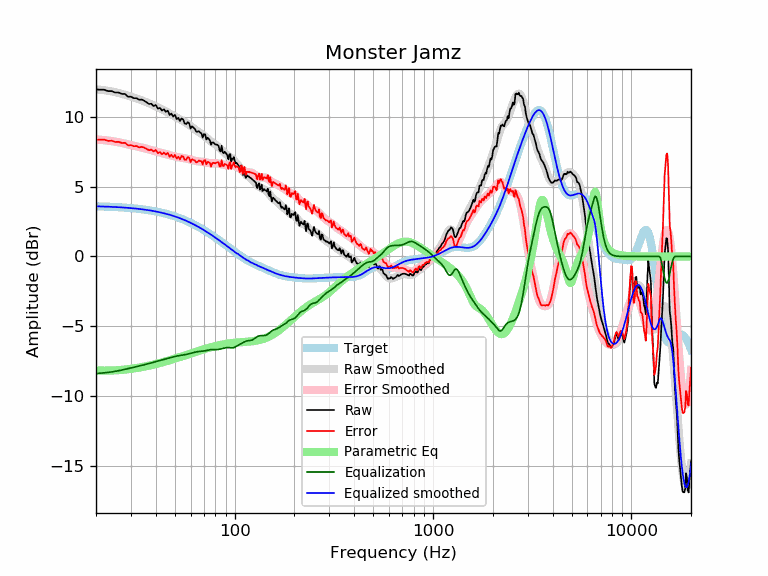 Monster Jamz
Amplitude (dBr)
10
5
0
−5
−10
−15
Target
Raw Smoothed
Error Smoothed
Raw
Error
Parametric Eq
Equalization
Equalized smoothed
100
1000
10000
Frequency (Hz)